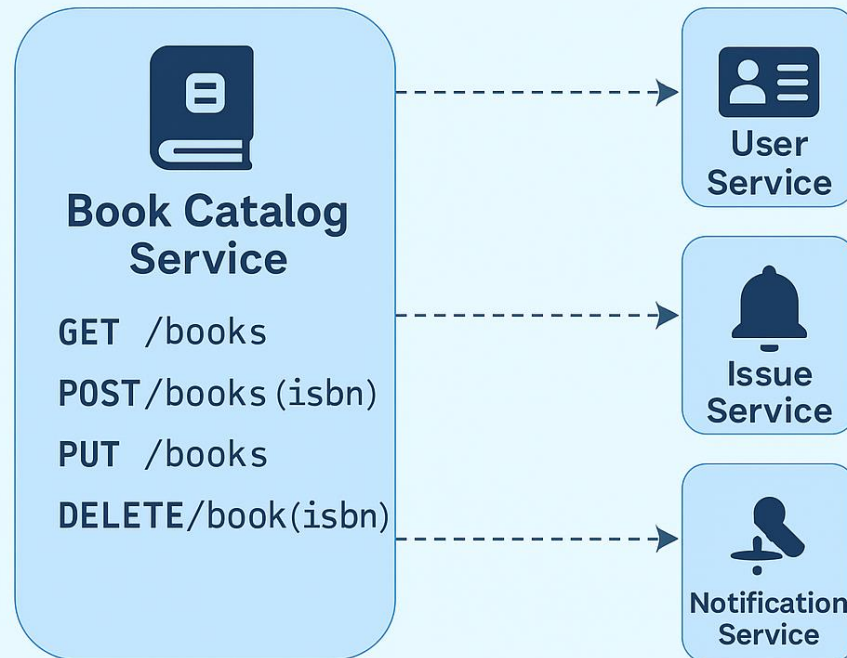 Book Catalog
Service
GET /books
POST/books(isbn)
PUT /books
DELETE/book(isbn)
User
Service
Issue
Service
Notification
Service